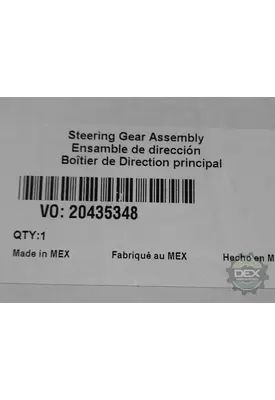 Steering Gear Assembly
Ensamble de dirección
Boîtier de Direction principal
VO: 20435348
QTY:1
Made in MEX Fabriqué au MEX Hecho en M
DEX